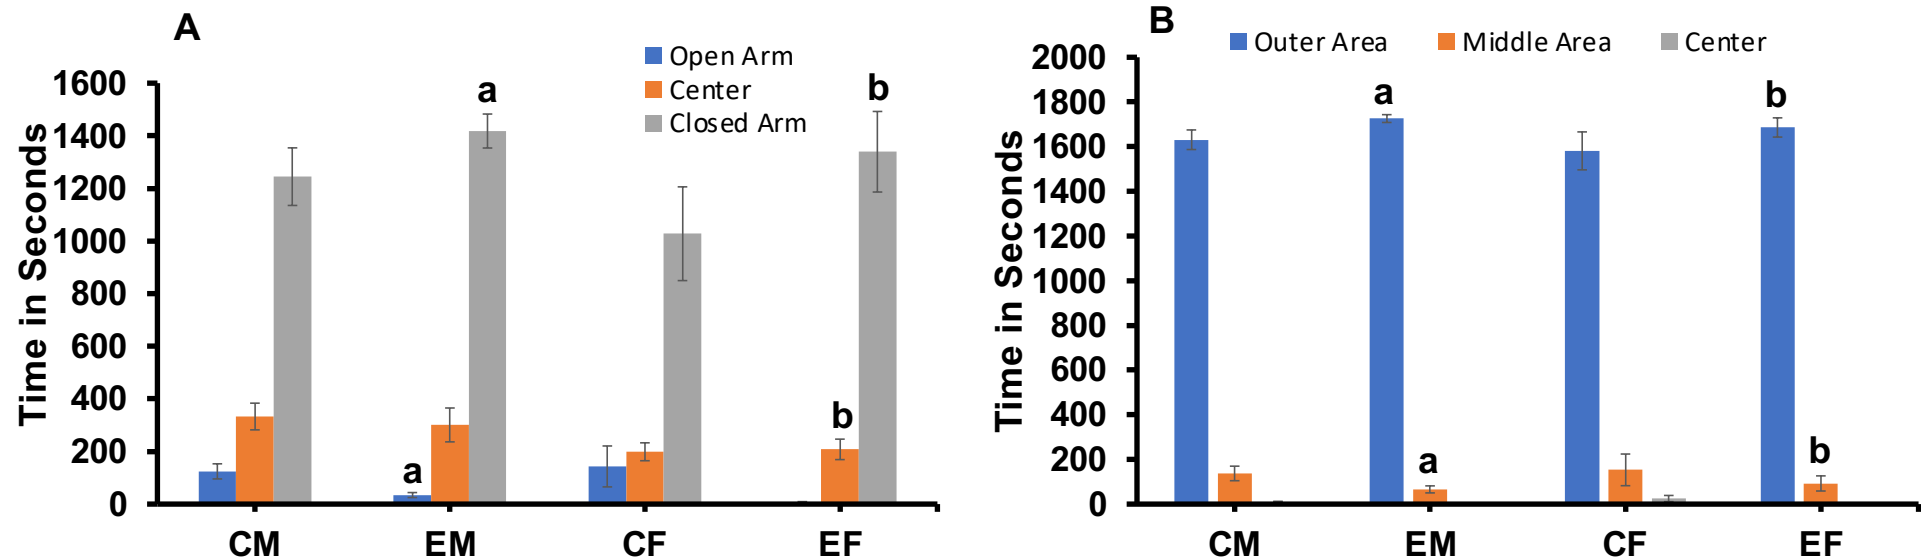 A
Open Arm
Center
Closed Arm
Time in Seconds
1600
1400
1200
1000
800
600
400
200
0
a
b
a
b
CM
EM
CF
EF
B
Outer Area
Middle Area
Center
Time in Seconds
2000
1800
1600
1400
1200
1000
800
600
400
200
0
a
b
a
b
CM
EM
CF
EF